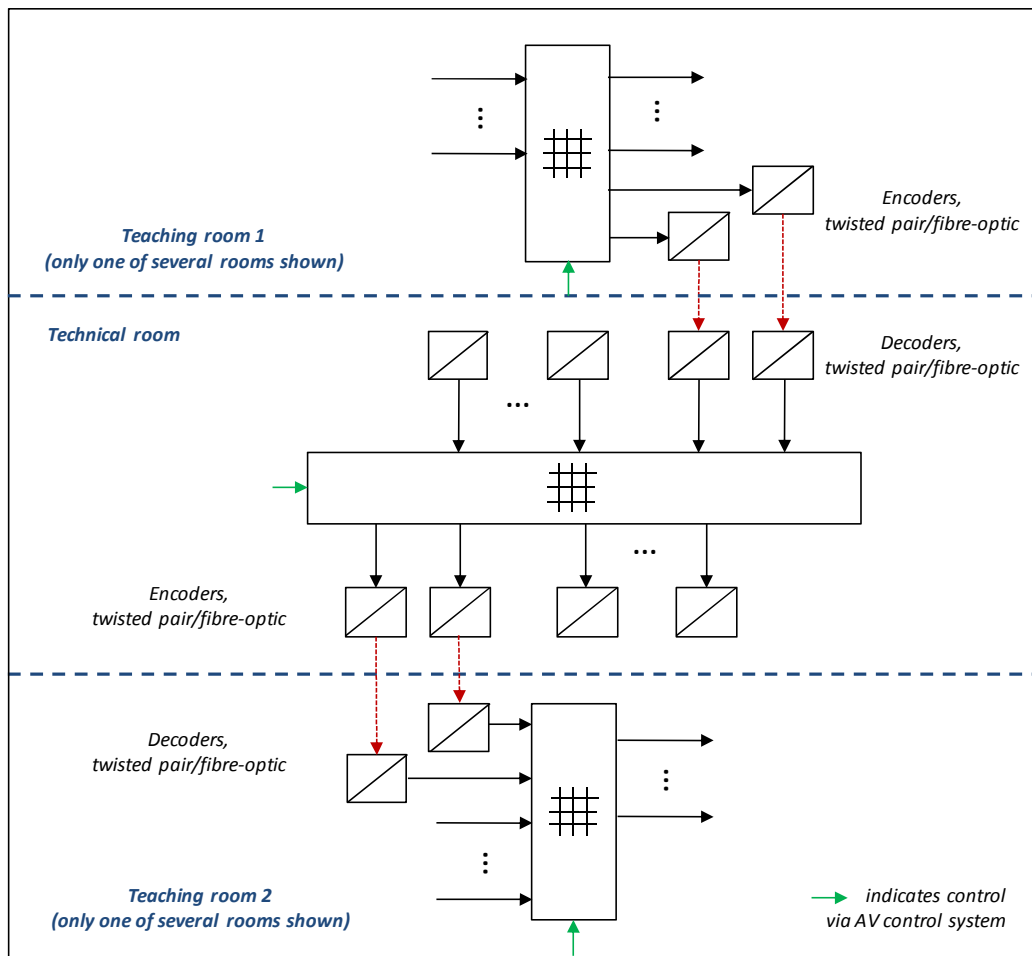 Encoders,
twisted pair/fibre-optic
Teaching room 1
(only one of several rooms shown)
Technical room
Decoders,
twisted pair/fibre-optic
...
Encoders,
twisted pair/fibre-optic
Decoders,
twisted pair/fibre-optic
Teaching room 2
(only one of several rooms shown)
indicates control
via AV control system